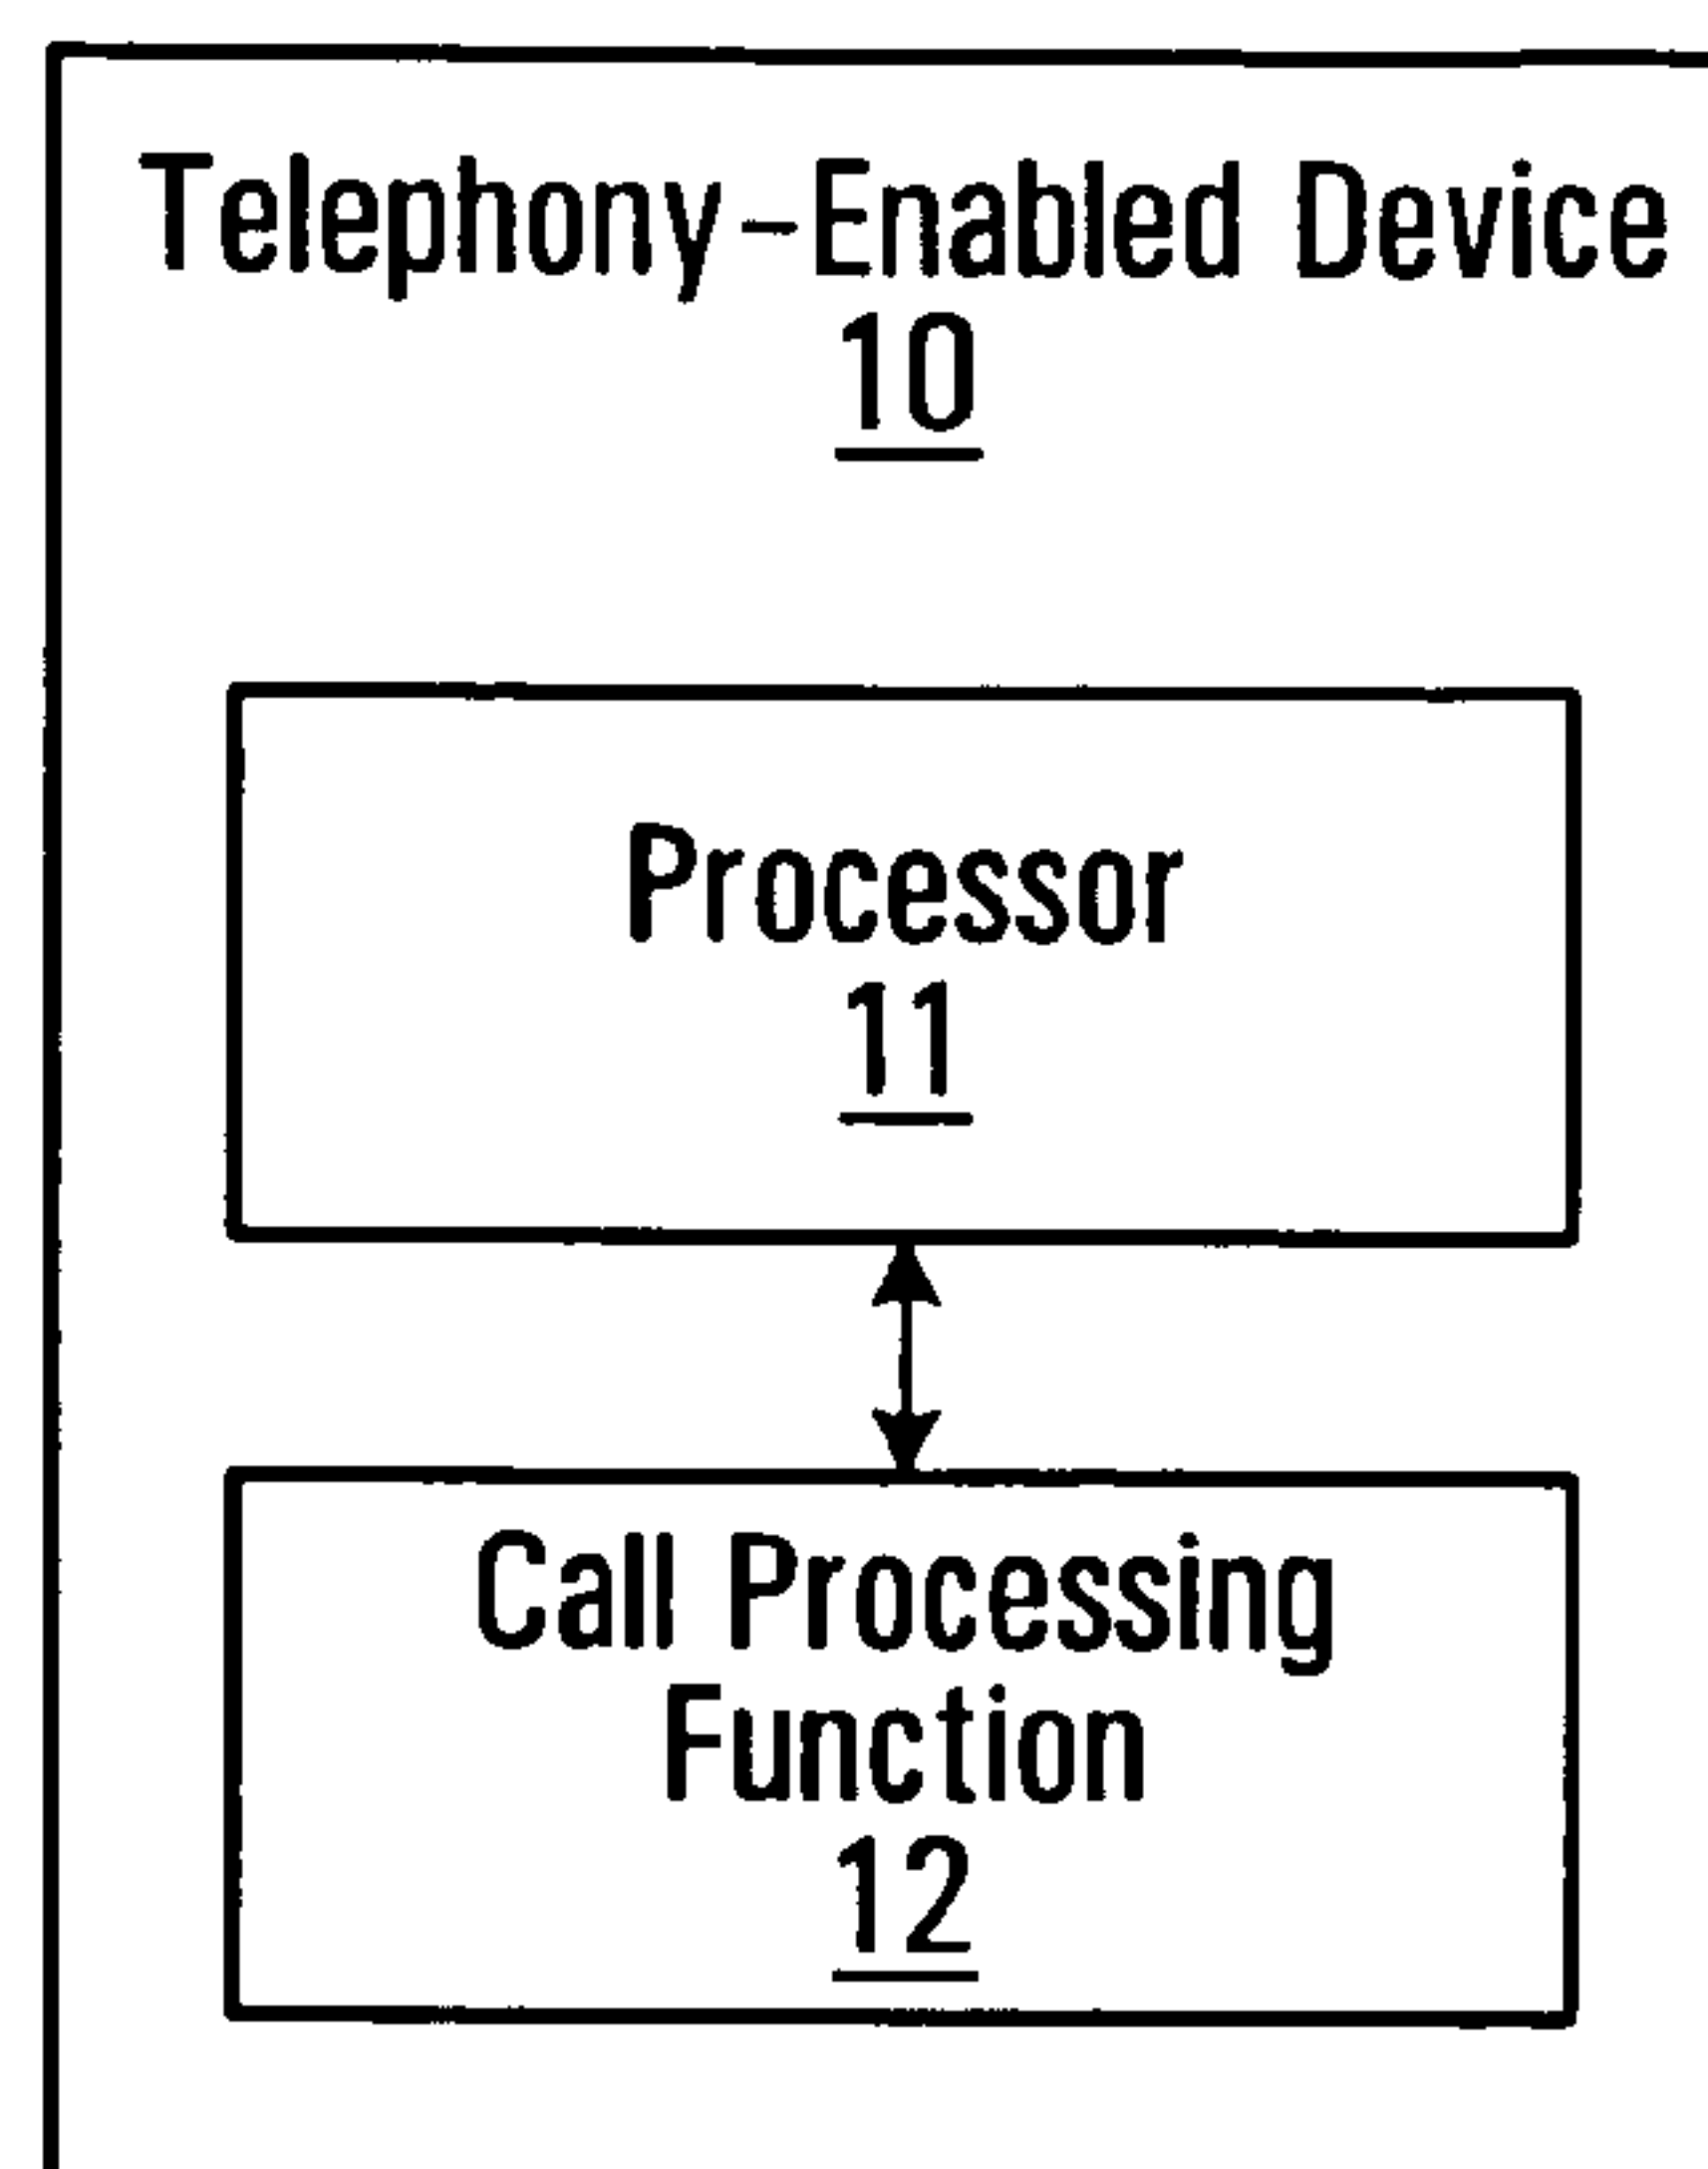 Telephony-Enabled Device
10
Processor
11
Call Processing
Function
12